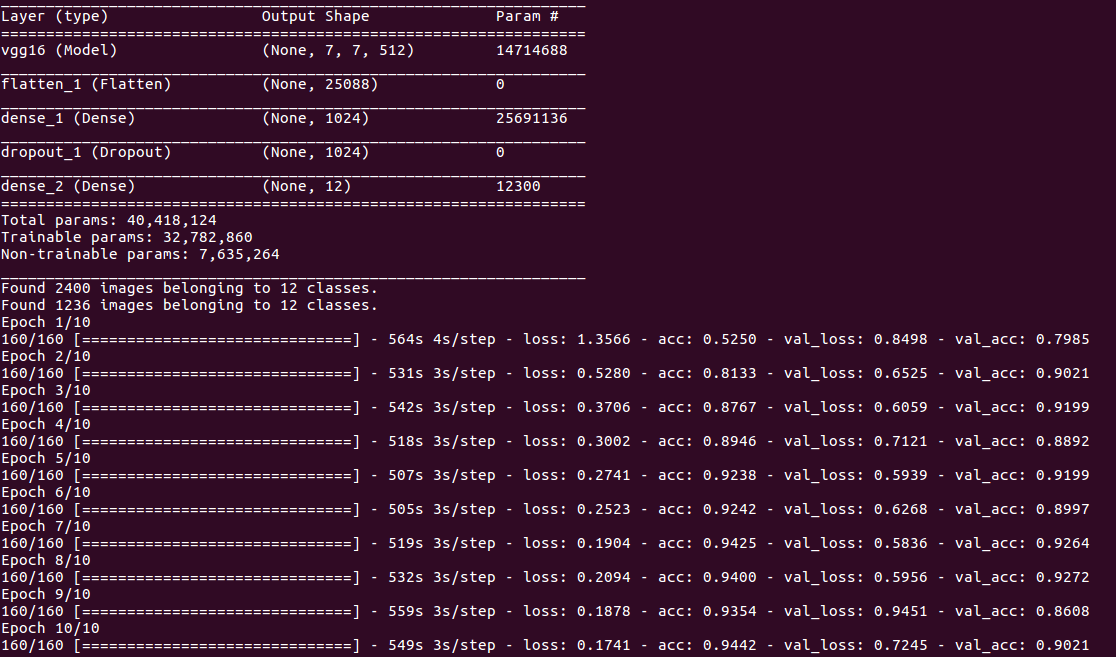 _________________________________________________________________
Layer (type)                 Output Shape              Param #
=================================================================
vgg16 (Model)                (None, 7, 7, 512)         14714688
_________________________________________________________________
flatten_1 (Flatten)          (None, 25088)             0
_________________________________________________________________
dense_1 (Dense)              (None, 1024)              25691136
_________________________________________________________________
dropout_1 (Dropout)          (None, 1024)              0
_________________________________________________________________
dense_2 (Dense)              (None, 12)                12300
=================================================================
Total params: 40,418,124
Trainable params: 32,782,860
Non-trainable params: 7,635,264
_________________________________________________________________
Found 2400 images belonging to 12 classes.
Found 1236 images belonging to 12 classes.
Epoch 1/10
160/160 [==============================] - 564s 4s/step - loss: 1.3566 - acc: 0.5250 - val_loss: 0.8498 - val_acc: 0.7985
Epoch 2/10
160/160 [==============================] - 531s 3s/step - loss: 0.5280 - acc: 0.8133 - val_loss: 0.6525 - val_acc: 0.9021
Epoch 3/10
160/160 [==============================] - 542s 3s/step - loss: 0.3706 - acc: 0.8767 - val_loss: 0.6059 - val_acc: 0.9199
Epoch 4/10
160/160 [==============================] - 518s 3s/step - loss: 0.3002 - acc: 0.8946 - val_loss: 0.7121 - val_acc: 0.8892
Epoch 5/10
160/160 [==============================] - 507s 3s/step - loss: 0.2741 - acc: 0.9238 - val_loss: 0.5939 - val_acc: 0.9199
Epoch 6/10
160/160 [==============================] - 505s 3s/step - loss: 0.2523 - acc: 0.9242 - val_loss: 0.6268 - val_acc: 0.8997
Epoch 7/10
160/160 [==============================] - 519s 3s/step - loss: 0.1904 - acc: 0.9425 - val_loss: 0.5836 - val_acc: 0.9264
Epoch 8/10
160/160 [==============================] - 532s 3s/step - loss: 0.2094 - acc: 0.9400 - val_loss: 0.5956 - val_acc: 0.9272
Epoch 9/10
160/160 [==============================] - 559s 3s/step - loss: 0.1878 - acc: 0.9354 - val_loss: 0.9451 - val_acc: 0.8608
Epoch 10/10
160/160 [==============================] - 549s 3s/step - loss: 0.1741 - acc: 0.9442 - val_loss: 0.7245 - val_acc: 0.9021